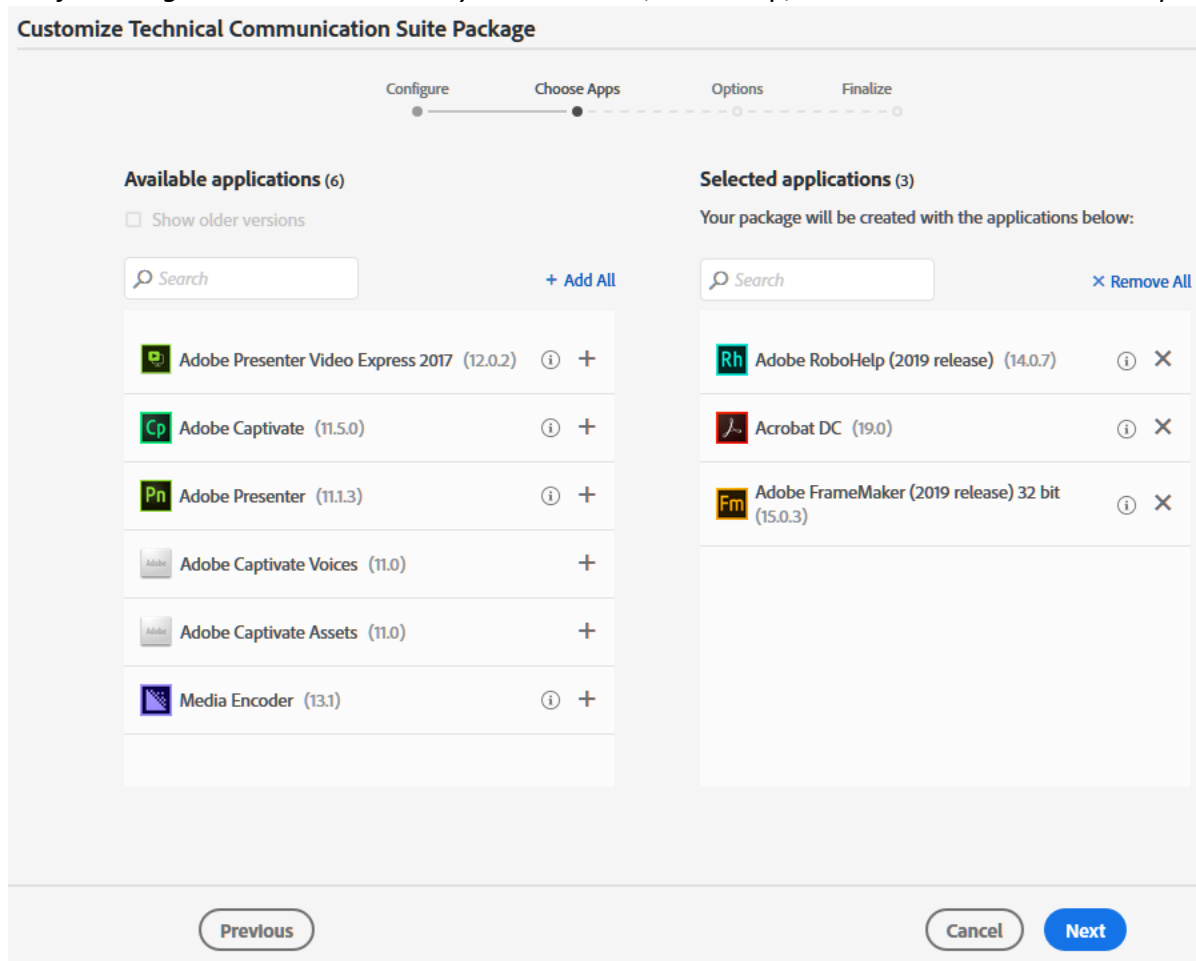 Customize Technical Communication Suite Package
Configure Choose Apps Options Finalize
Available applications (6)
Show older versions
Search
+ Add All
Adobe Presenter Video Express 2017 (12.0.2)
Cp Adobe Captivate (11.5.0)
Pn Adobe Presenter (11.1.3)
Adobe Adobe Captivate Voices (11.0)
Adobe Adobe Captivate Assets (11.0)
Media Encoder (13.1)
Selected applications (3)
Your package will be created with the applications below:
Search
× Remove All
Rh Adobe RoboHelp (2019 release) (14.0.7)
Acrobat DC (19.0)
Fm Adobe FrameMaker (2019 release) 32 bit
(15.0.3)
Previous Cancel Next